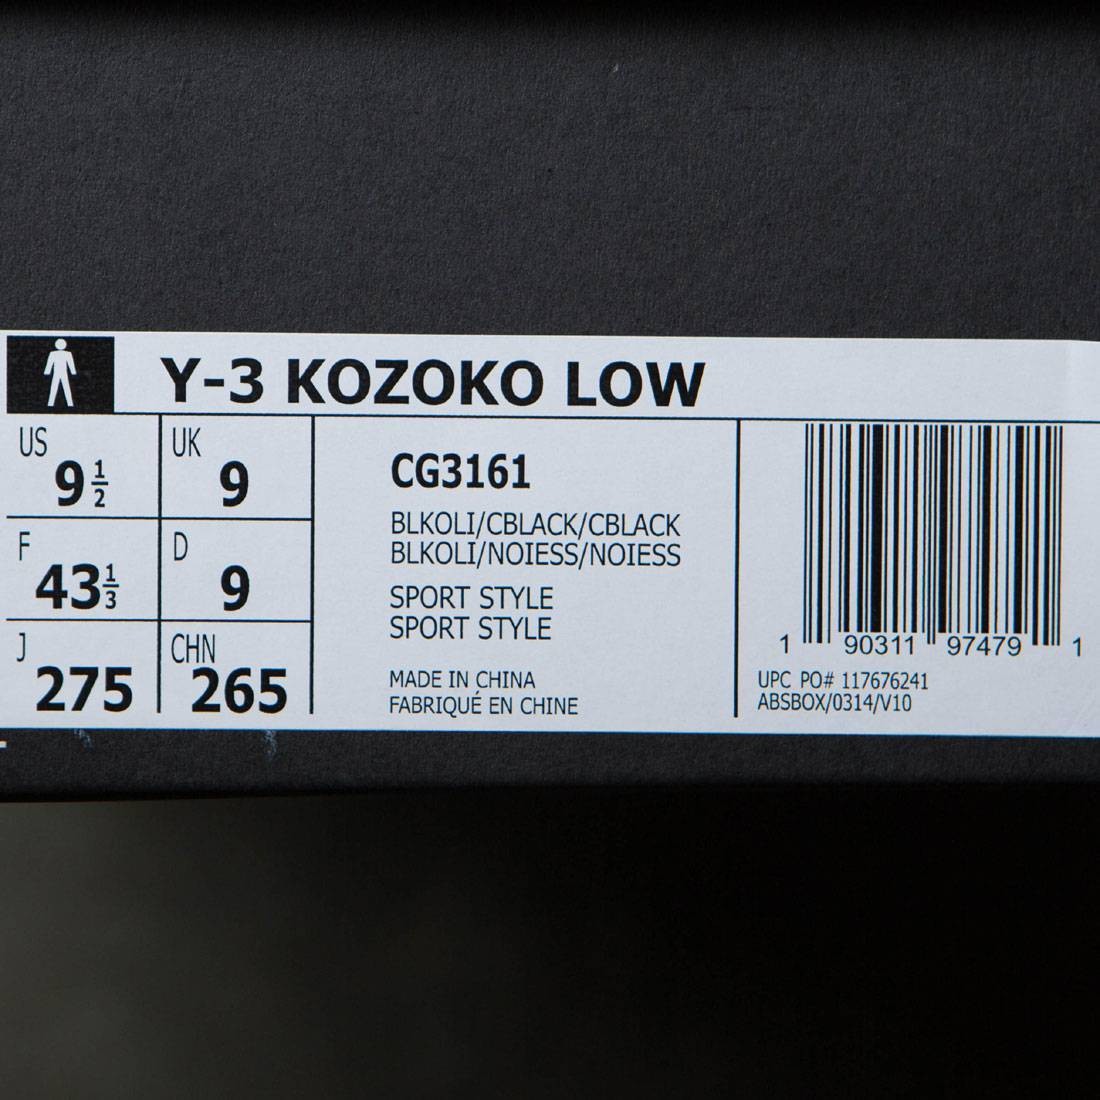 Y-3 KOZOKO LOW
US 9 1/2
UK 9
F 43 1/3
D 9
J 275
CHN 265
CG3161
BLKOLI/CBLACK/CBLACK
BLKOLI/NOIESS/NOIESS
SPORT STYLE
SPORT STYLE
MADE IN CHINA
FABRIQUÉ EN CHINE
1 90311 97479 1
UPC PO# 117676241
ABSBOX/0314/V10